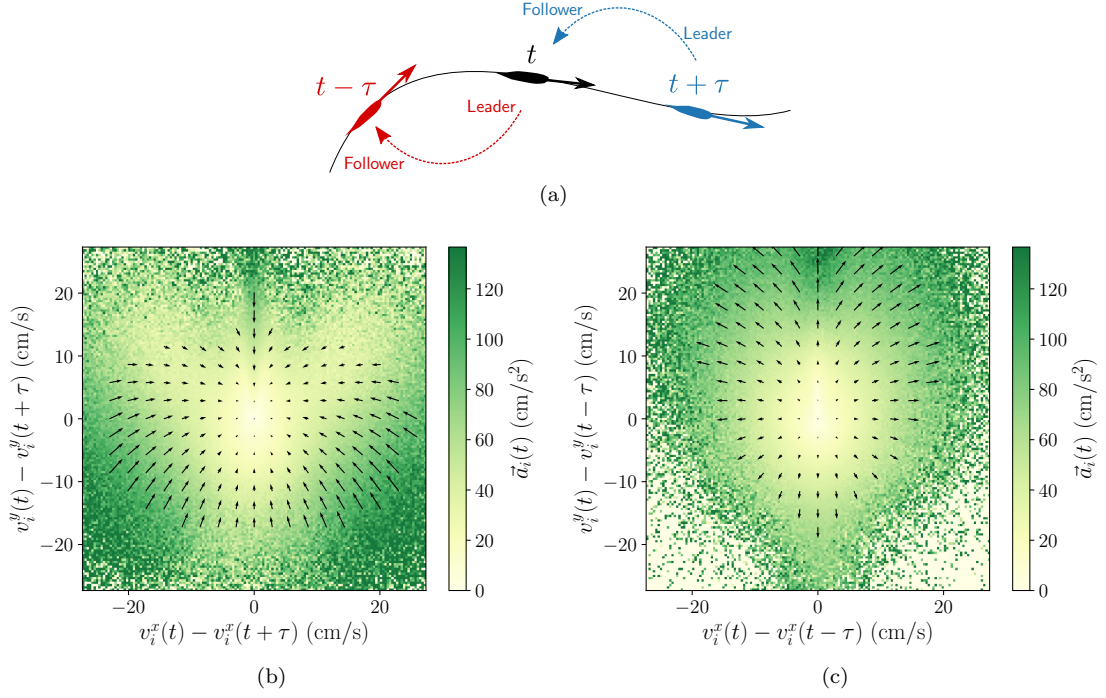 Follower
Leader
t
t − τ
t + τ
Leader
Follower
(a)
20
10
0
−10
−20
−20
0
20
v_i^y(t) − v_i^y(t + τ) (cm/s)
v_i^x(t) − v_i^x(t + τ) (cm/s)
120
100
80
60
40
20
0
\vec{a}_i(t) (cm/s²)
(b)
20
10
0
−10
−20
−20
0
20
v_i^y(t) − v_i^y(t − τ) (cm/s)
v_i^x(t) − v_i^x(t − τ) (cm/s)
120
100
80
60
40
20
0
\vec{a}_i(t) (cm/s²)
(c)